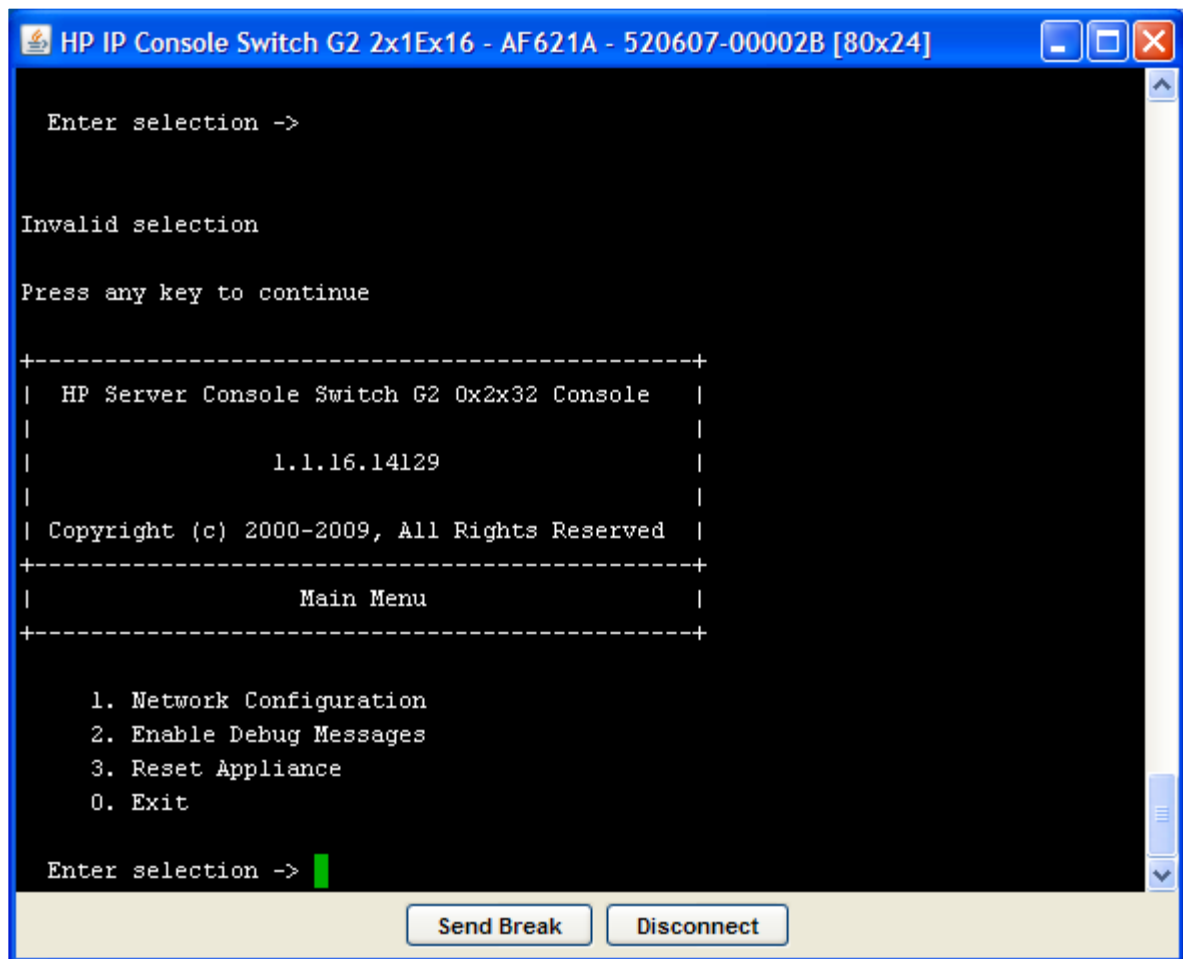 HP IP Console Switch G2 2x1Ex16 - AF621A - 520607-00002B [80x24]
Enter selection ->
Invalid selection
Press any key to continue
+------------------------------------------------+
| HP Server Console Switch G2 0x2x32 Console |
| |
| 1.1.16.14129 |
| |
| Copyright (c) 2000-2009, All Rights Reserved |
+------------------------------------------------+
| Main Menu |
+------------------------------------------------+
1. Network Configuration
2. Enable Debug Messages
3. Reset Appliance
0. Exit
Enter selection ->
Send Break Disconnect